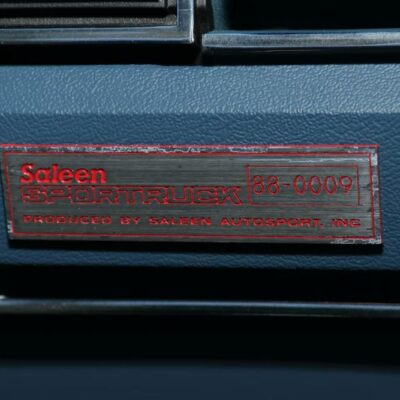 Saleen
SPORTRUCK 88-0009
PRODUCED BY SALEEN AUTOSPORT, INC.